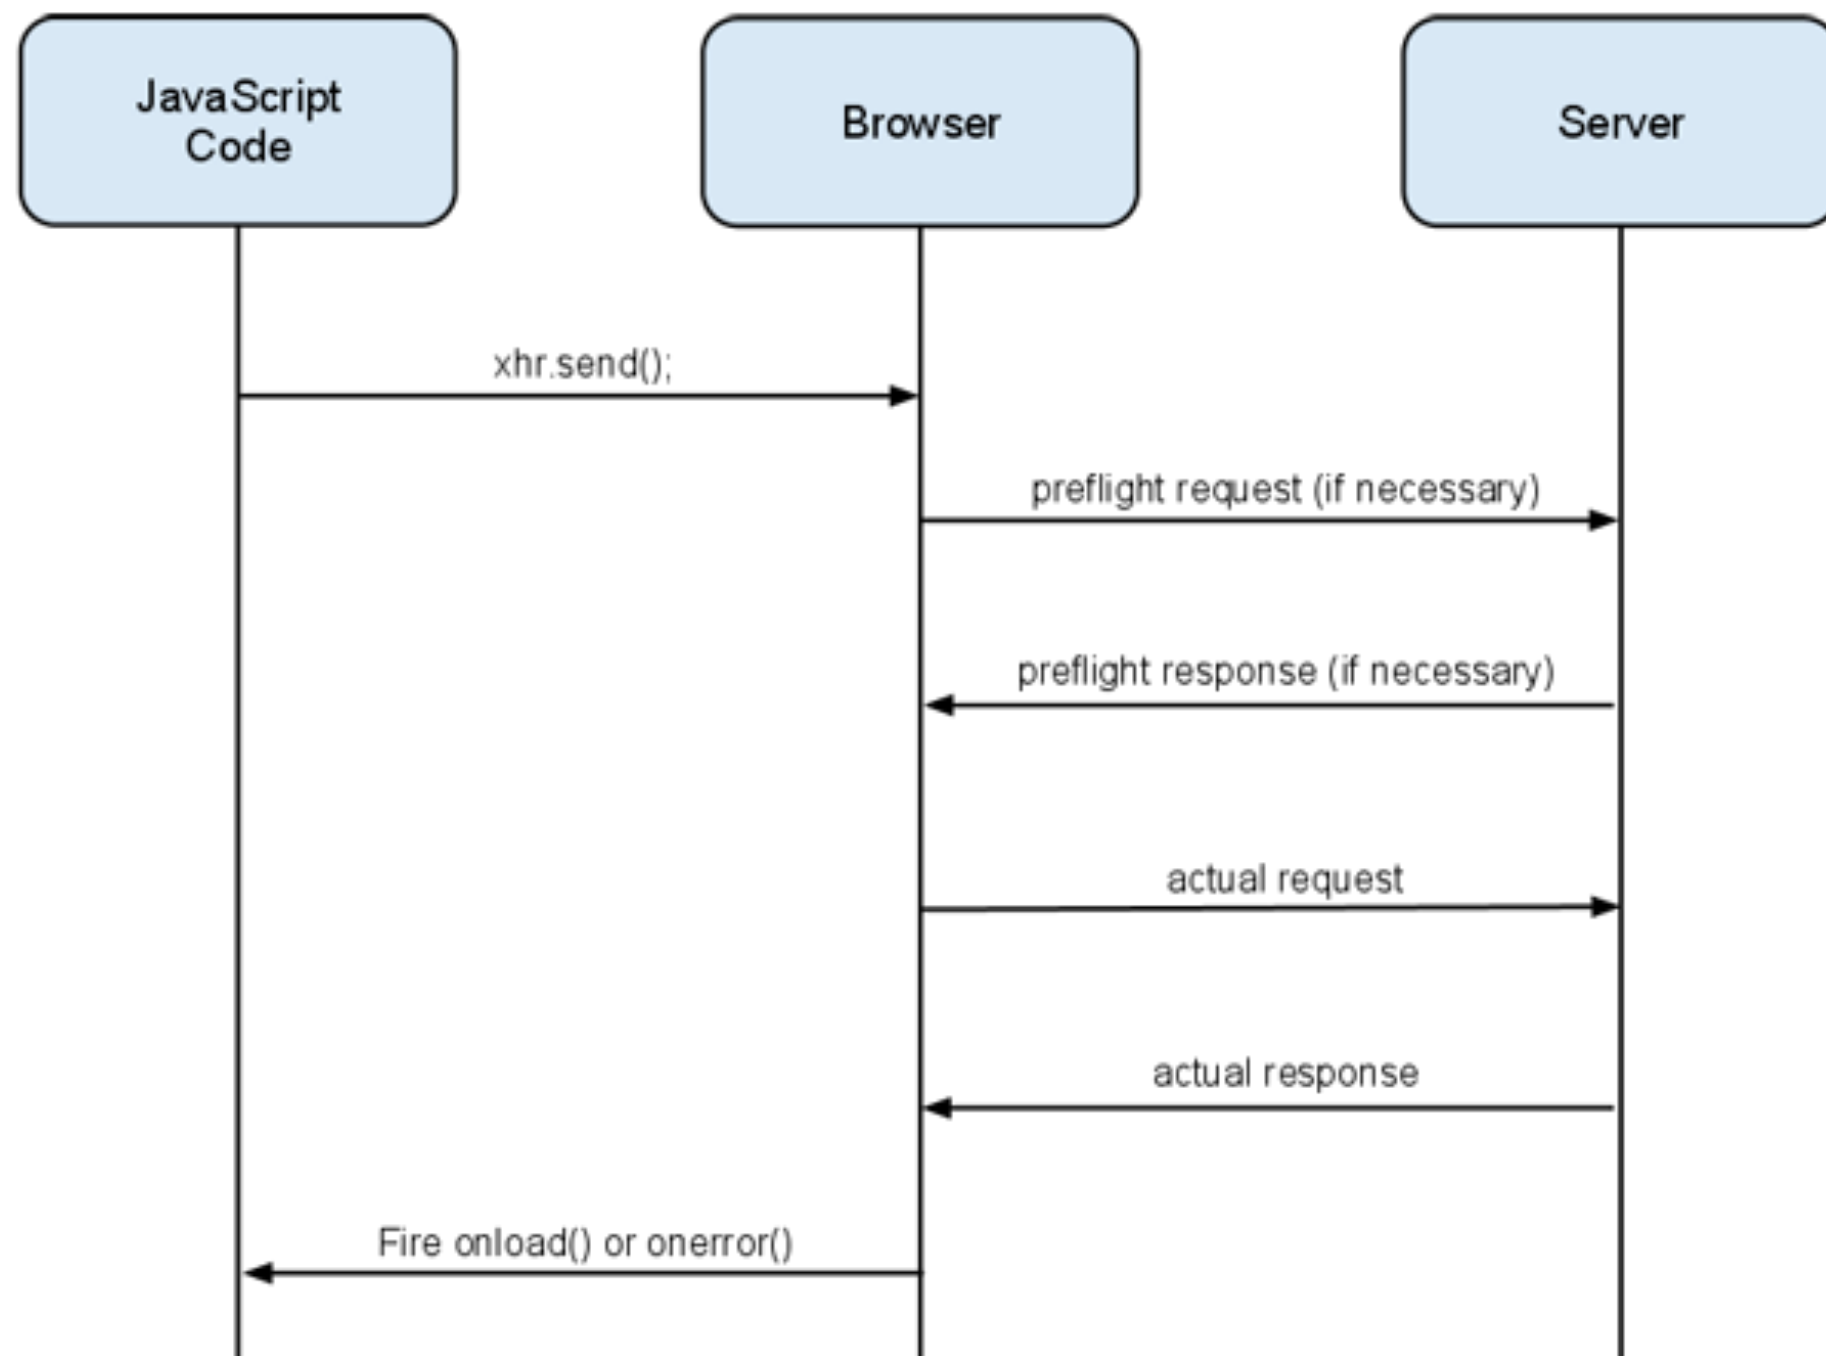 JavaScript
Code
Browser
Server
xhr.send();
preflight request (if necessary)
preflight response (if necessary)
actual request
actual response
Fire onload() or onerror()